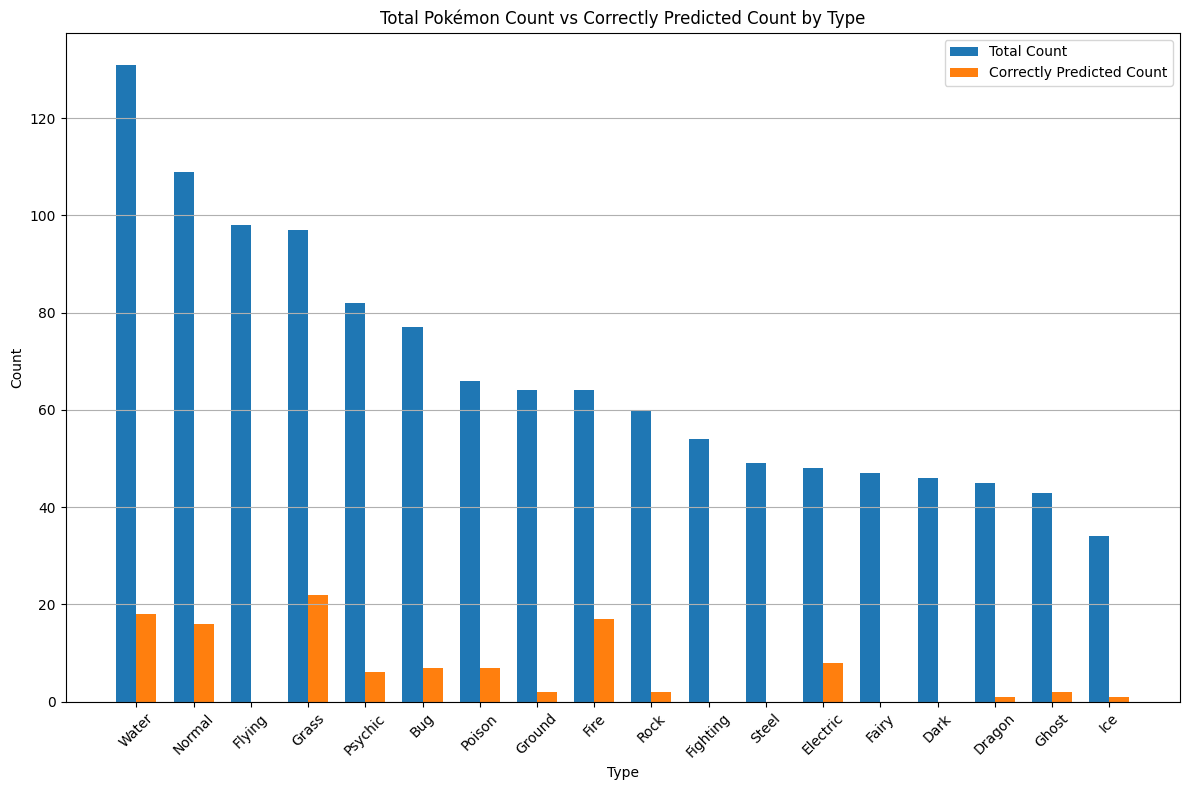 Total Pokémon Count vs Correctly Predicted Count by Type
Total Count
Correctly Predicted Count
Count
120
100
80
60
40
20
0
Water
Normal
Flying
Grass
Psychic
Bug
Poison
Ground
Fire
Rock
Fighting
Steel
Electric
Fairy
Dark
Dragon
Ghost
Ice
Type